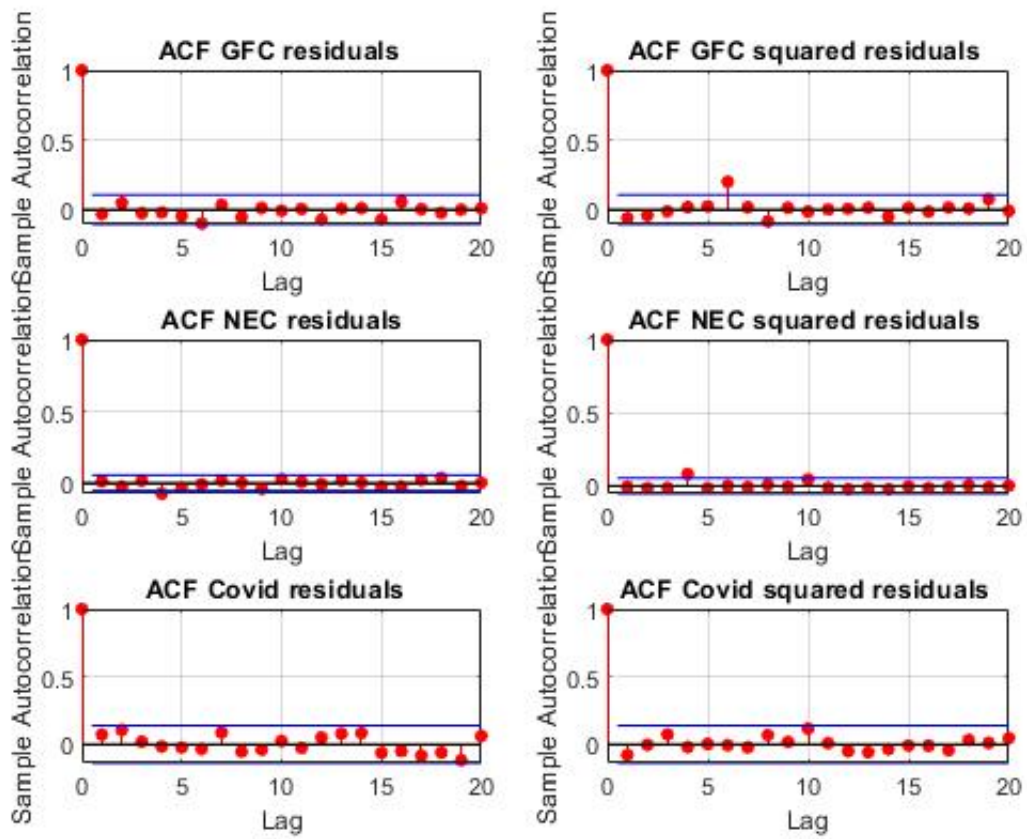 ACF GFC residuals
Sample Autocorrelation
1
0.5
0
0 5 10 15 20
Lag
ACF GFC squared residuals
Sample Autocorrelation
1
0.5
0
0 5 10 15 20
Lag
ACF NEC residuals
Sample Autocorrelation
1
0.5
0
0 5 10 15 20
Lag
ACF NEC squared residuals
Sample Autocorrelation
1
0.5
0
0 5 10 15 20
Lag
ACF Covid residuals
Sample Autocorrelation
1
0.5
0
0 5 10 15 20
Lag
ACF Covid squared residuals
Sample Autocorrelation
1
0.5
0
0 5 10 15 20
Lag